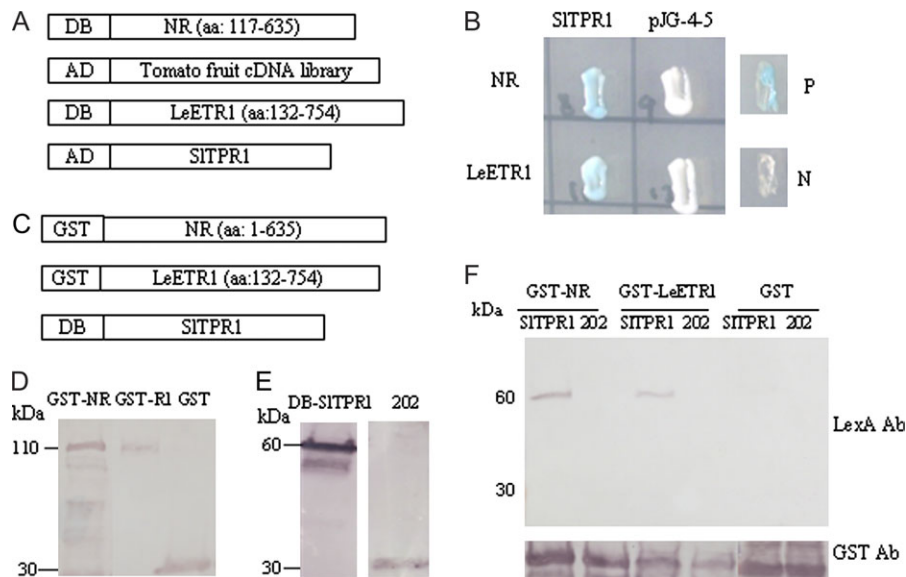 A
DB NR (aa: 117-635)
AD Tomato fruit cDNA library
DB LeETR1 (aa:132-754)
AD SlTPR1
B
SlTPR1 pJG-4-5
NR
P
LeETR1
N
C
GST NR (aa: 1-635)
GST LeETR1 (aa:132-754)
DB SlTPR1
D
GST-NR GST-R1 GST
kDa
110
30
E
DB-SlTPR1 202
kDa
60
30
F
GST-NR GST-LeETR1 GST
kDa
SlTPR1 202 SlTPR1 202 SlTPR1 202
60
LexA Ab
30
GST Ab